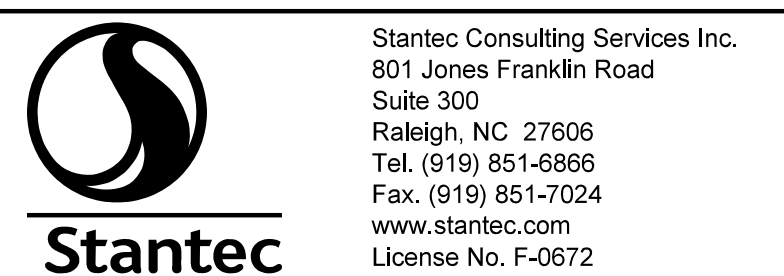 Stantec
Stantec Consulting Services Inc.
801 Jones Franklin Road
Suite 300
Raleigh, NC  27606
Tel. (919) 851-6866
Fax. (919) 851-7024
www.stantec.com
License No. F-0672